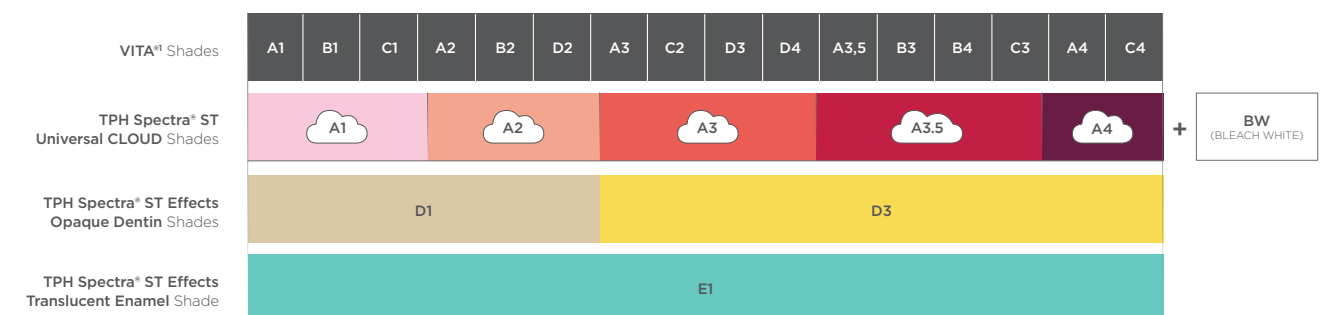 VITA®¹ Shades
A1 B1 C1 A2 B2 D2 A3 C2 D3 D4 A3,5 B3 B4 C3 A4 C4
TPH Spectra® ST
Universal CLOUD Shades
A1 A2 A3 A3.5 A4 + BW
(BLEACH WHITE)
TPH Spectra® ST Effects
Opaque Dentin Shades
D1 D3
TPH Spectra® ST Effects
Translucent Enamel Shade
E1